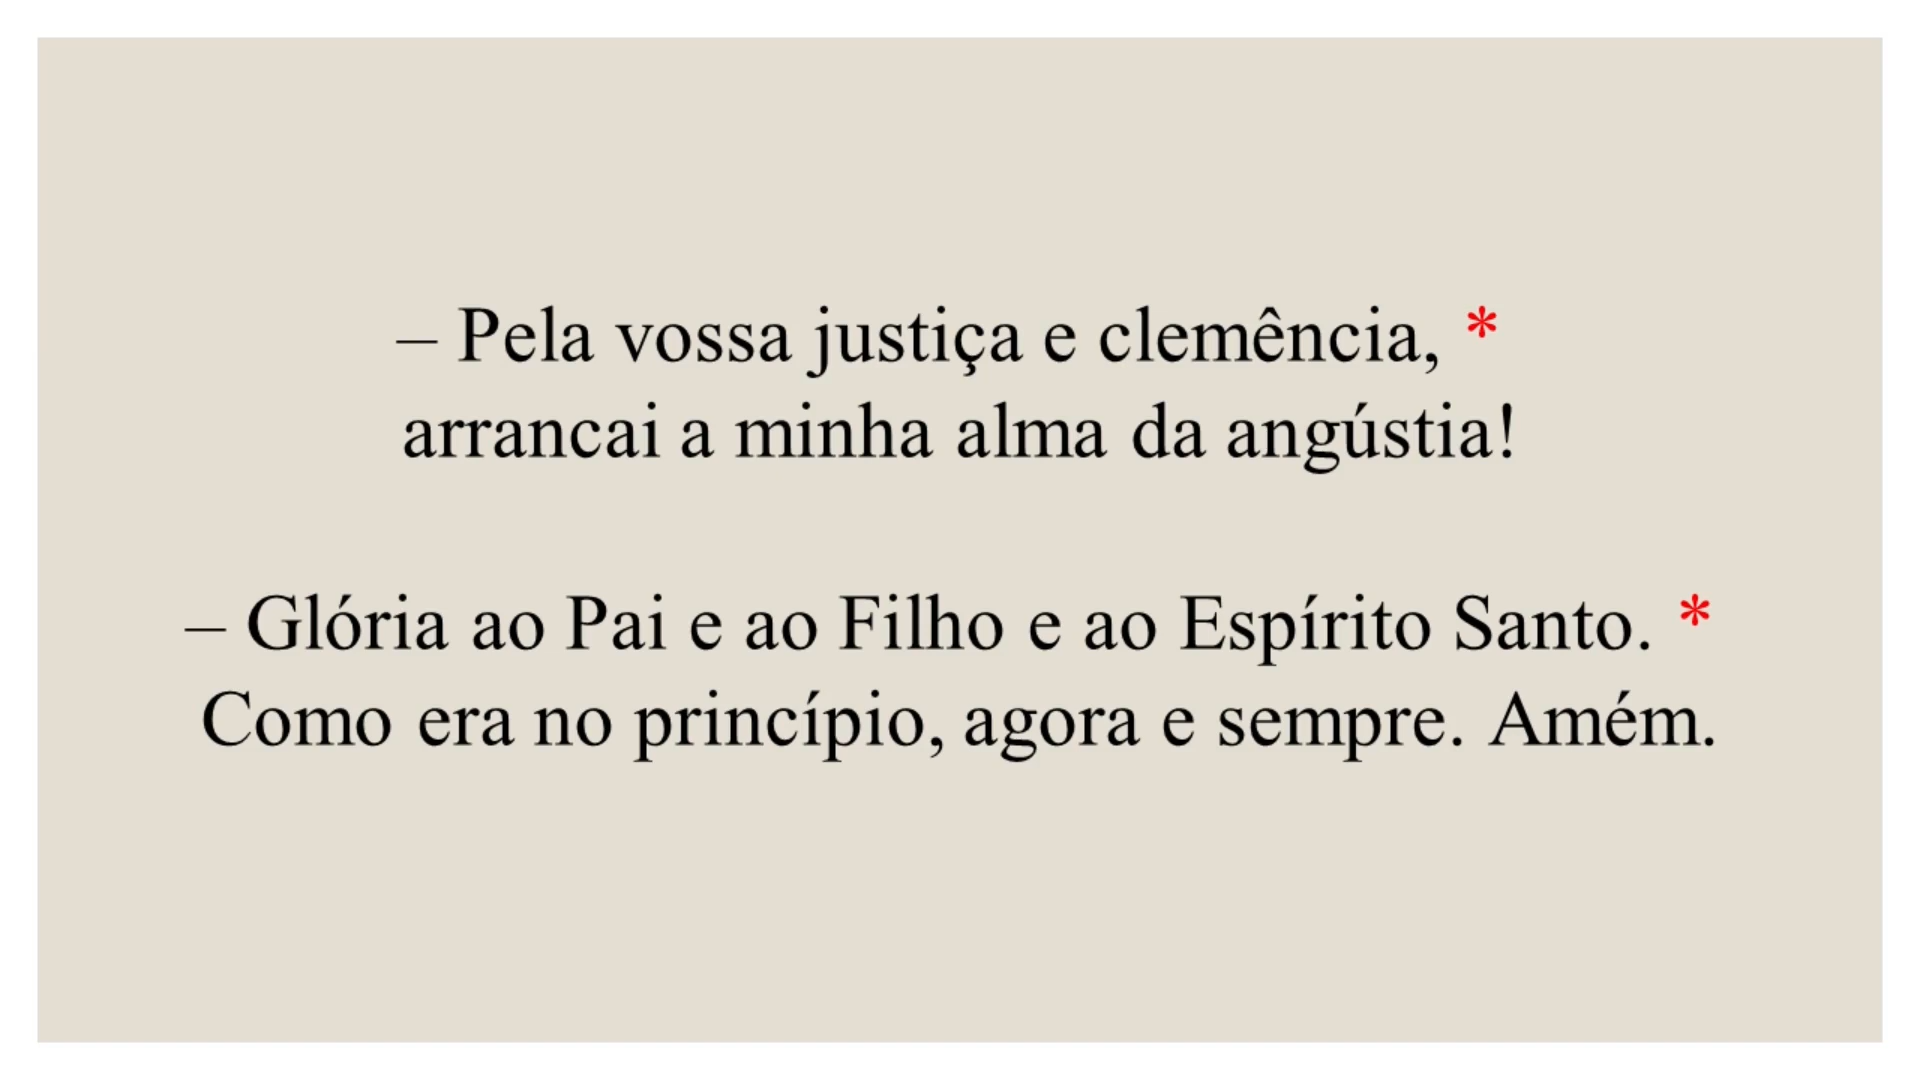 – Pela vossa justiça e clemência, *
arrancai a minha alma da angústia!
– Glória ao Pai e ao Filho e ao Espírito Santo. *
Como era no princípio, agora e sempre. Amém.